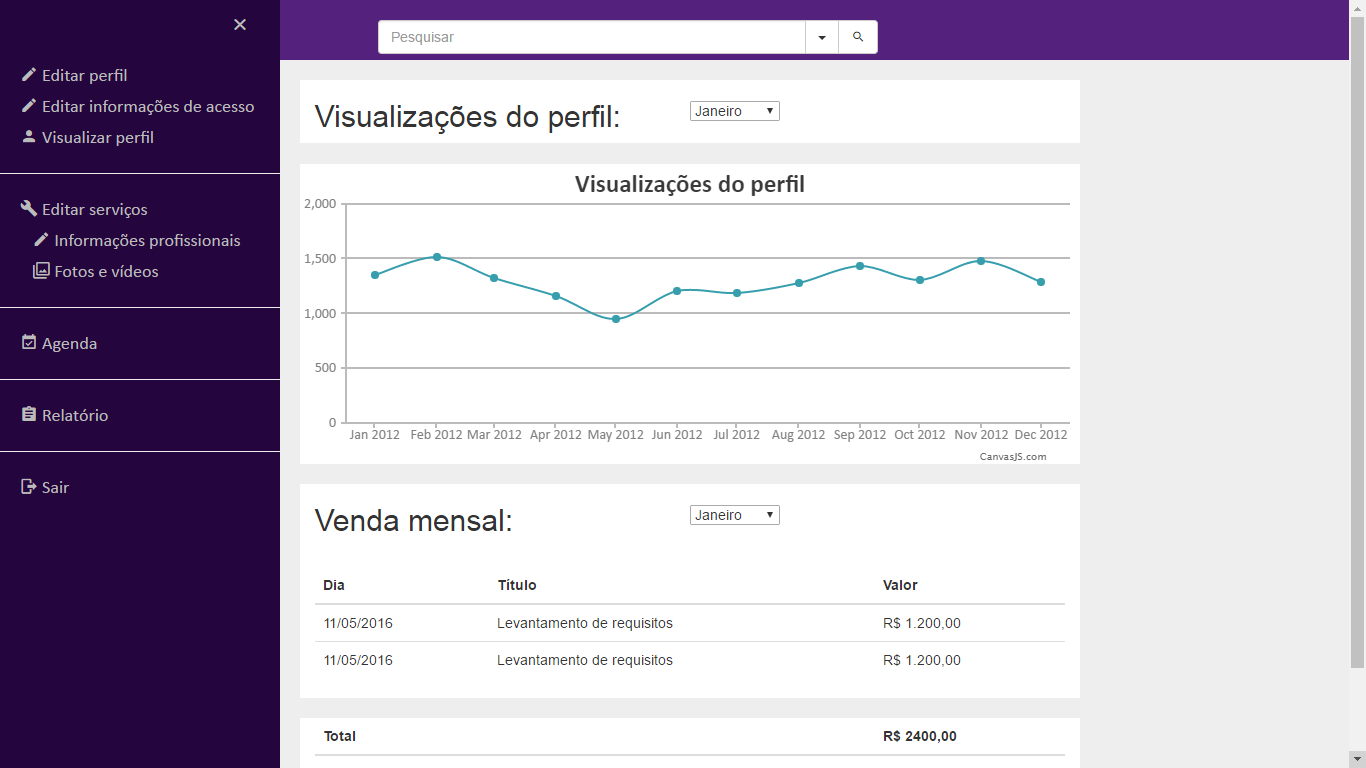 Pesquisar
Editar perfil
Editar informações de acesso
Visualizar perfil
Editar serviços
Informações profissionais
Fotos e vídeos
Agenda
Relatório
Sair
Visualizações do perfil: Janeiro
Visualizações do perfil
2,000
1,500
1,000
500
0
Jan 2012 Feb 2012 Mar 2012 Apr 2012 May 2012 Jun 2012 Jul 2012 Aug 2012 Sep 2012 Oct 2012 Nov 2012 Dec 2012
CanvasJS.com
Venda mensal: Janeiro
Dia Título Valor
11/05/2016 Levantamento de requisitos R$ 1.200,00
11/05/2016 Levantamento de requisitos R$ 1.200,00
Total R$ 2400,00